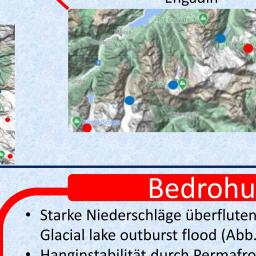 Engadin
Bedrohu
• Starke Niederschläge überfluten
Glacial lake outburst flood (Abb.
• Hanginstabilität durch Permafro